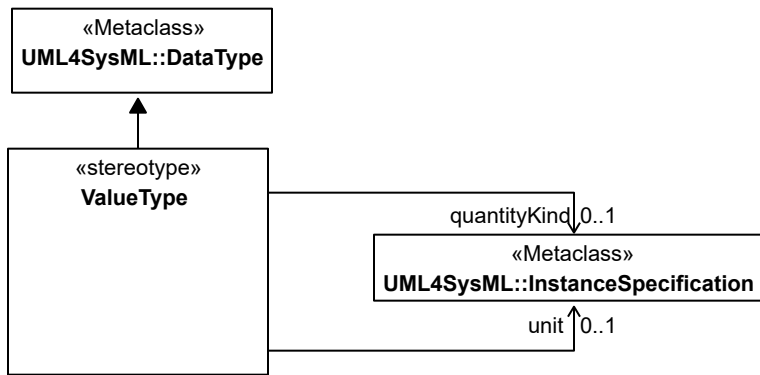 «Metaclass»
UML4SysML::DataType
«stereotype»
ValueType
quantityKind 0..1
«Metaclass»
UML4SysML::InstanceSpecification
unit 0..1